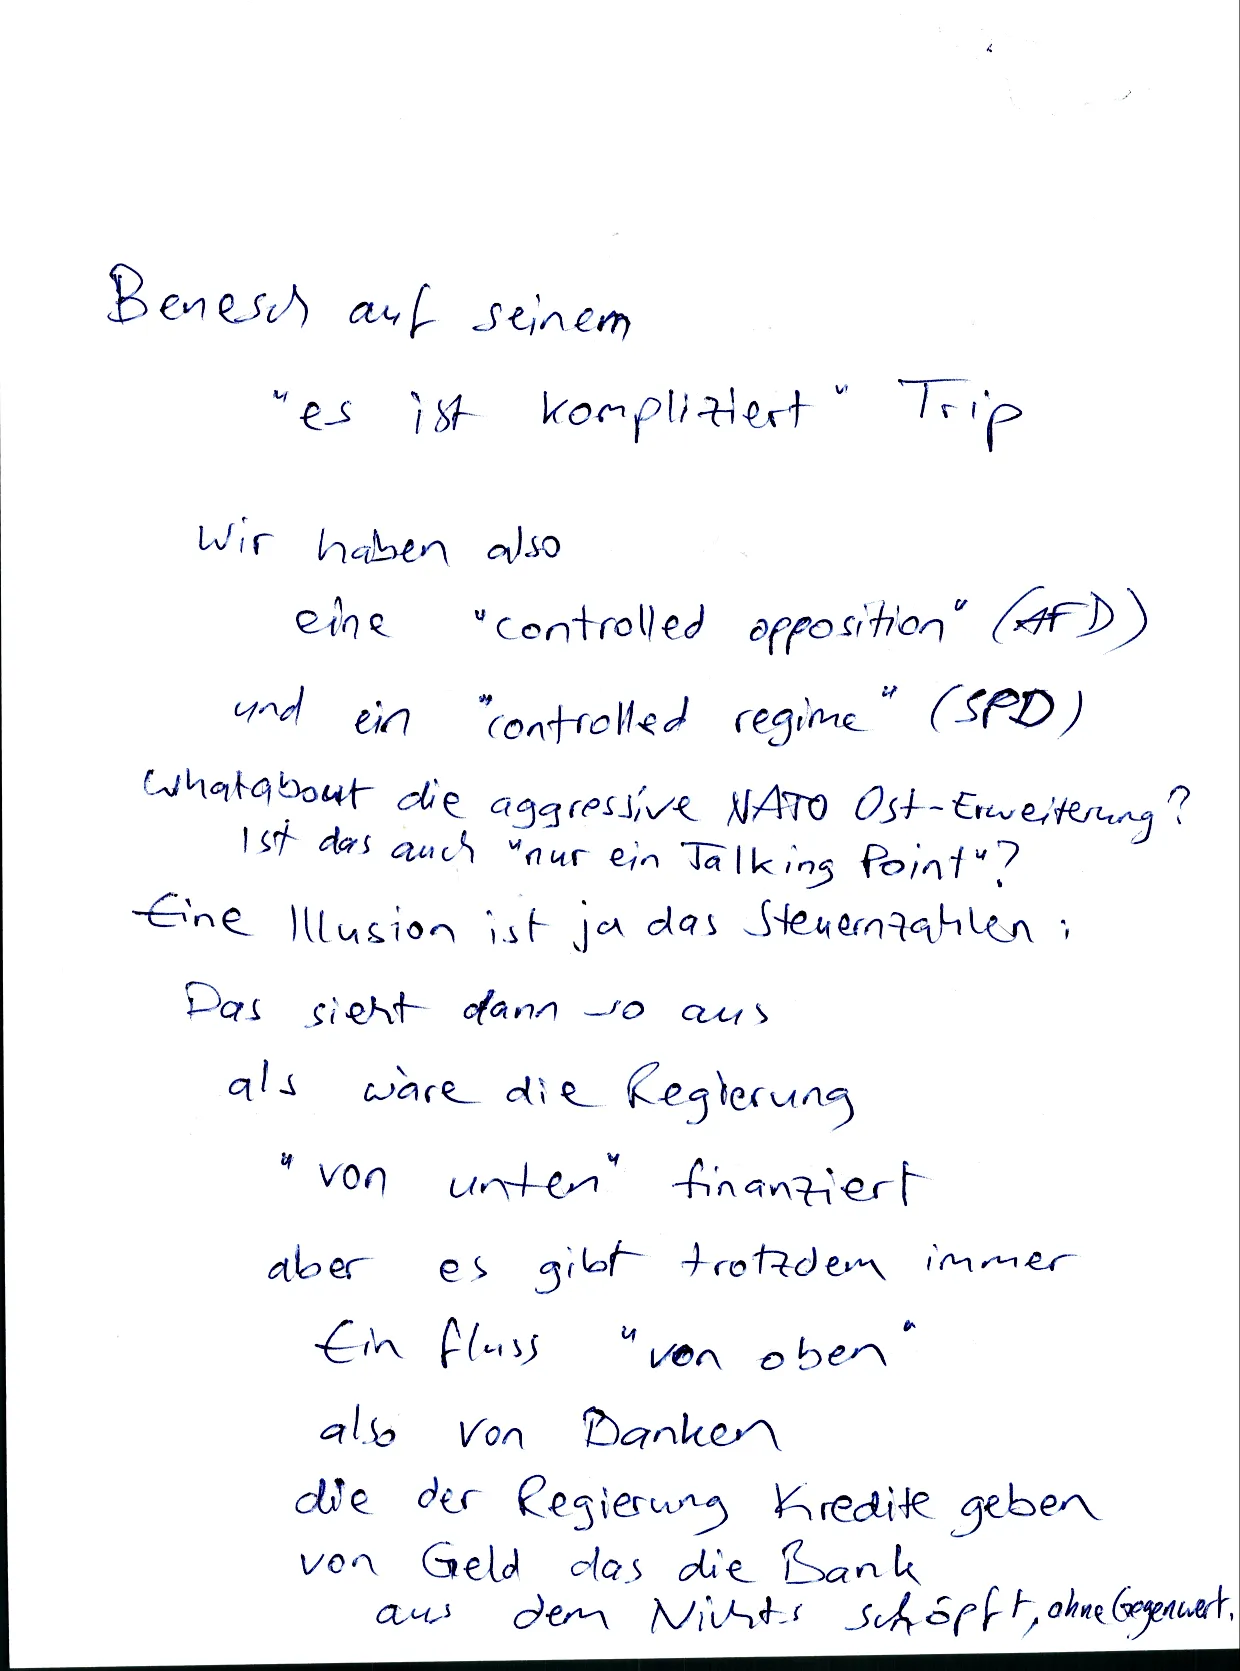 Benesch auf seinem
"es ist kompliziert" Trip
Wir haben also
eine "controlled opposition" (AFD)
und ein "controlled regime" (SPD)
Whatabout die aggressive NATO Ost-Erweiterung?
Ist das auch "nur ein Talking Point"?
Eine Illusion ist ja das Steuernzahlen:
Das sieht dann so aus
als wäre die Regierung
"von unten" finanziert
aber es gibt trotzdem immer
Ein Fluss "von oben"
also von Banken
die der Regierung Kredite geben
von Geld das die Bank
aus dem Nichts schöpft, ohne Gegenwert.